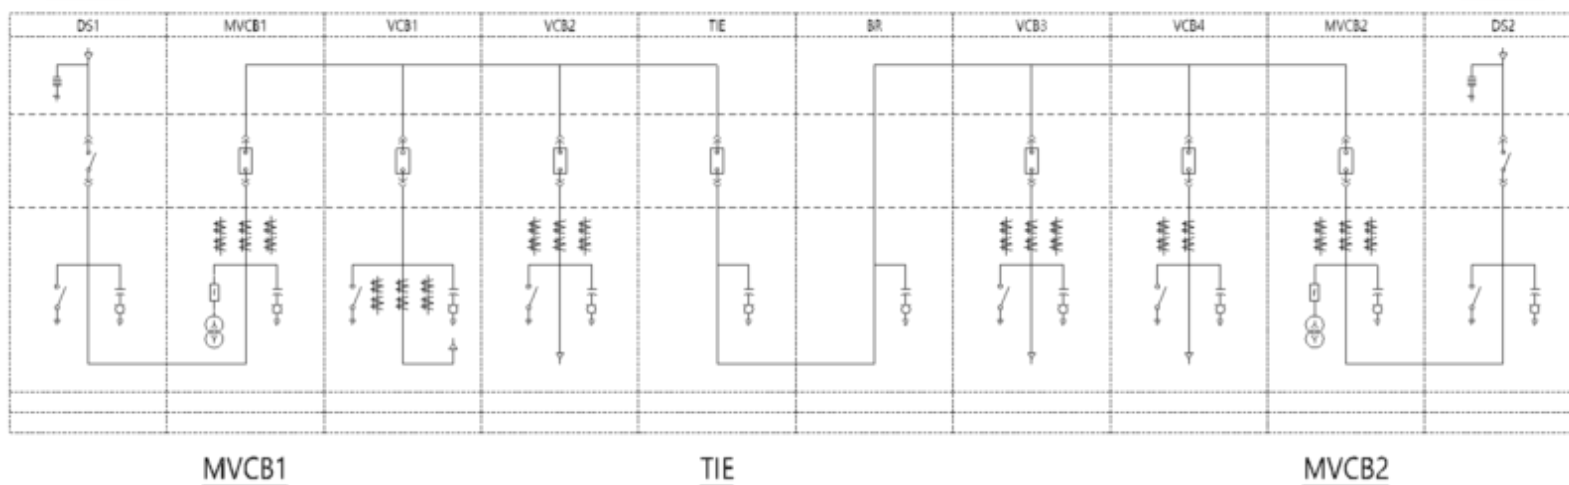 DS1 MVCB1 VCB1 VCB2 TIE BR VCB3 VCB4 MVCB2 DS2
MVCB1 TIE MVCB2